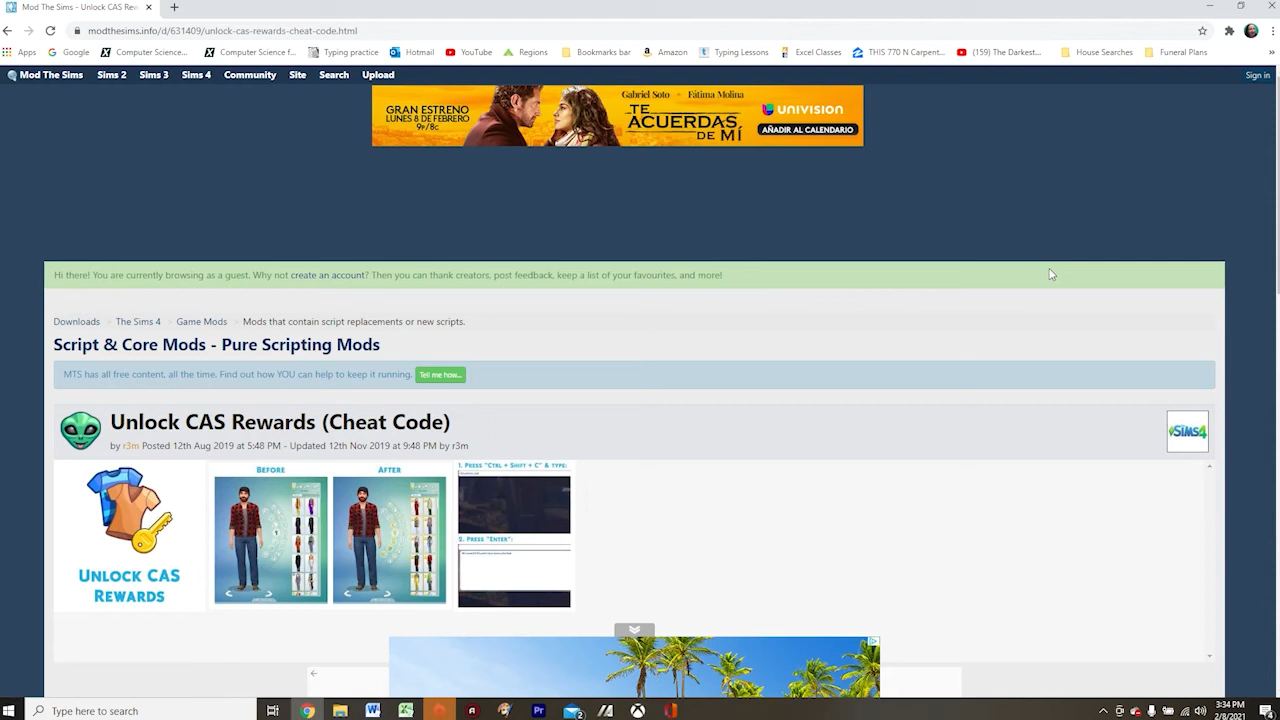 Mod The Sims - Unlock CAS Rewa
modthesims.info/d/631409/unlock-cas-rewards-cheat-code.html
Apps Google Computer Science... Computer Science f... Typing practice Hotmail YouTube Regions Bookmarks bar Amazon Typing Lessons Excel Classes THIS 770 N Carpent... (159) The Darkest... House Searches Funeral Plans
Mod The Sims Sims 2 Sims 3 Sims 4 Community Site Search Upload Sign in
GRAN ESTRENO
LUNES 8 DE FEBRERO
9P/8c
Gabriel Soto • Fátima Molina
TE
ACUERDAS
DE MÍ
UNIVISION
AÑADIR AL CALENDARIO
Hi there! You are currently browsing as a guest. Why not create an account? Then you can thank creators, post feedback, keep a list of your favourites, and more!
Downloads The Sims 4 Game Mods Mods that contain script replacements or new scripts.
Script & Core Mods - Pure Scripting Mods
MTS has all free content, all the time. Find out how YOU can help to keep it running. Tell me how...
Unlock CAS Rewards (Cheat Code)
by r3m Posted 12th Aug 2019 at 5:48 PM - Updated 12th Nov 2019 at 9:48 PM by r3m
The SiMS4
UNLOCK CAS
REWARDS
BEFORE AFTER
1. PRESS "CTRL + SHIFT + C" & TYPE:
2. PRESS "ENTER":
Type here to search
3:34 PM
2/8/2021